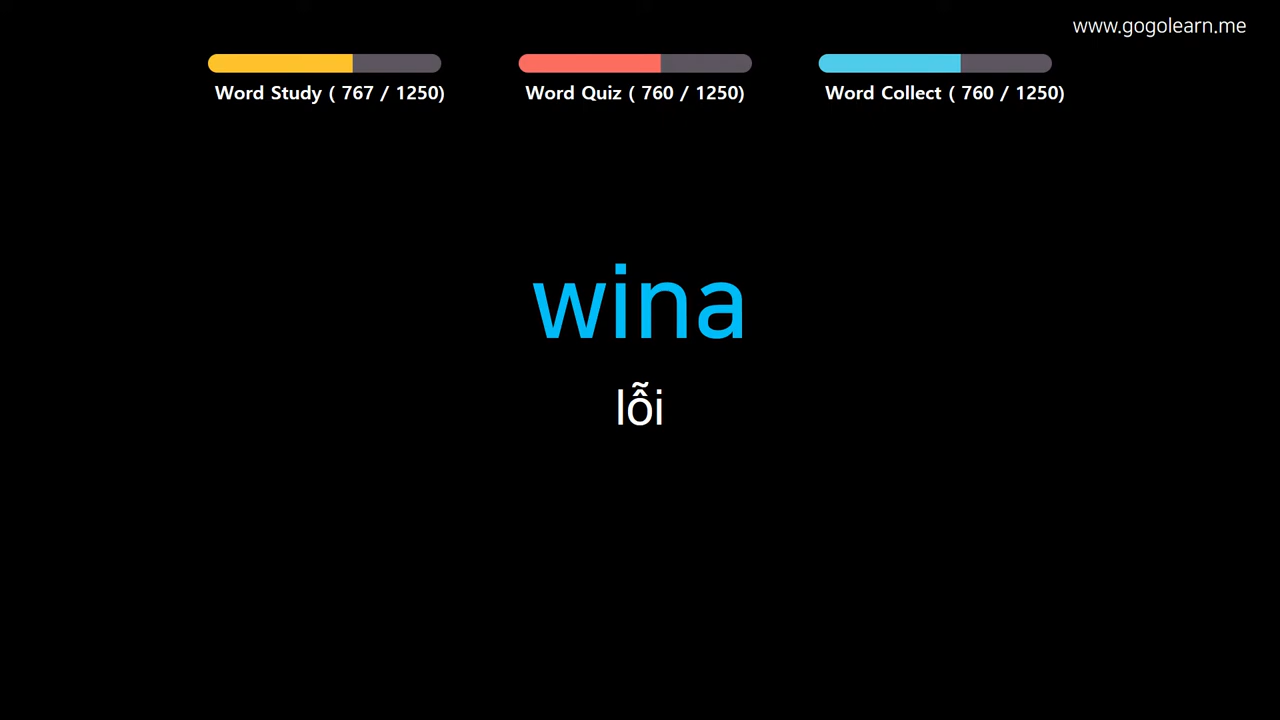 www.gogolearn.me
Word Study ( 767 / 1250)
Word Quiz ( 760 / 1250)
Word Collect ( 760 / 1250)
wina
lỗi